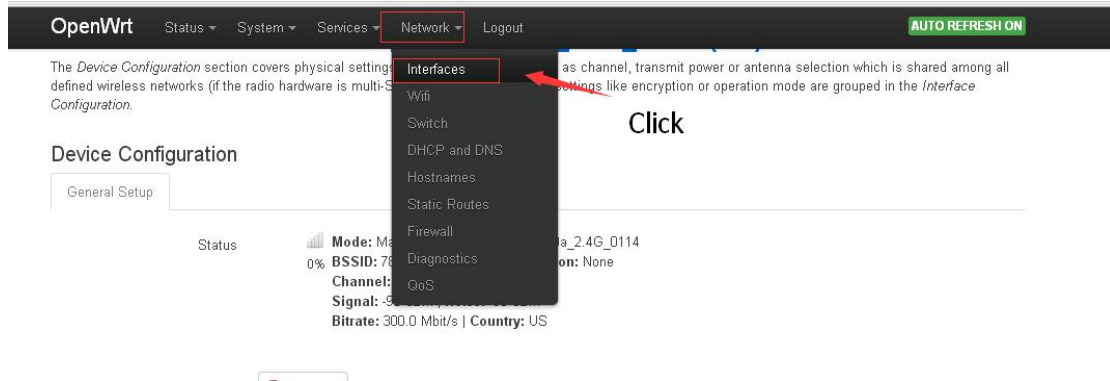 OpenWrt Status System Services Network Logout AUTO REFRESH ON
The Device Configuration section covers physical settings as channel, transmit power or antenna selection which is shared among all
defined wireless networks (if the radio hardware is multi-S settings like encryption or operation mode are grouped in the Interface
Configuration.
Interfaces
Wifi
Switch
DHCP and DNS
Hostnames
Static Routes
Firewall
Diagnostics
QoS
Click
Device Configuration
General Setup
Status
0%
Mode: Ma a_2.4G_0114
BSSID: 78 on: None
Channel:
Signal:
Bitrate: 300.0 Mbit/s | Country: US